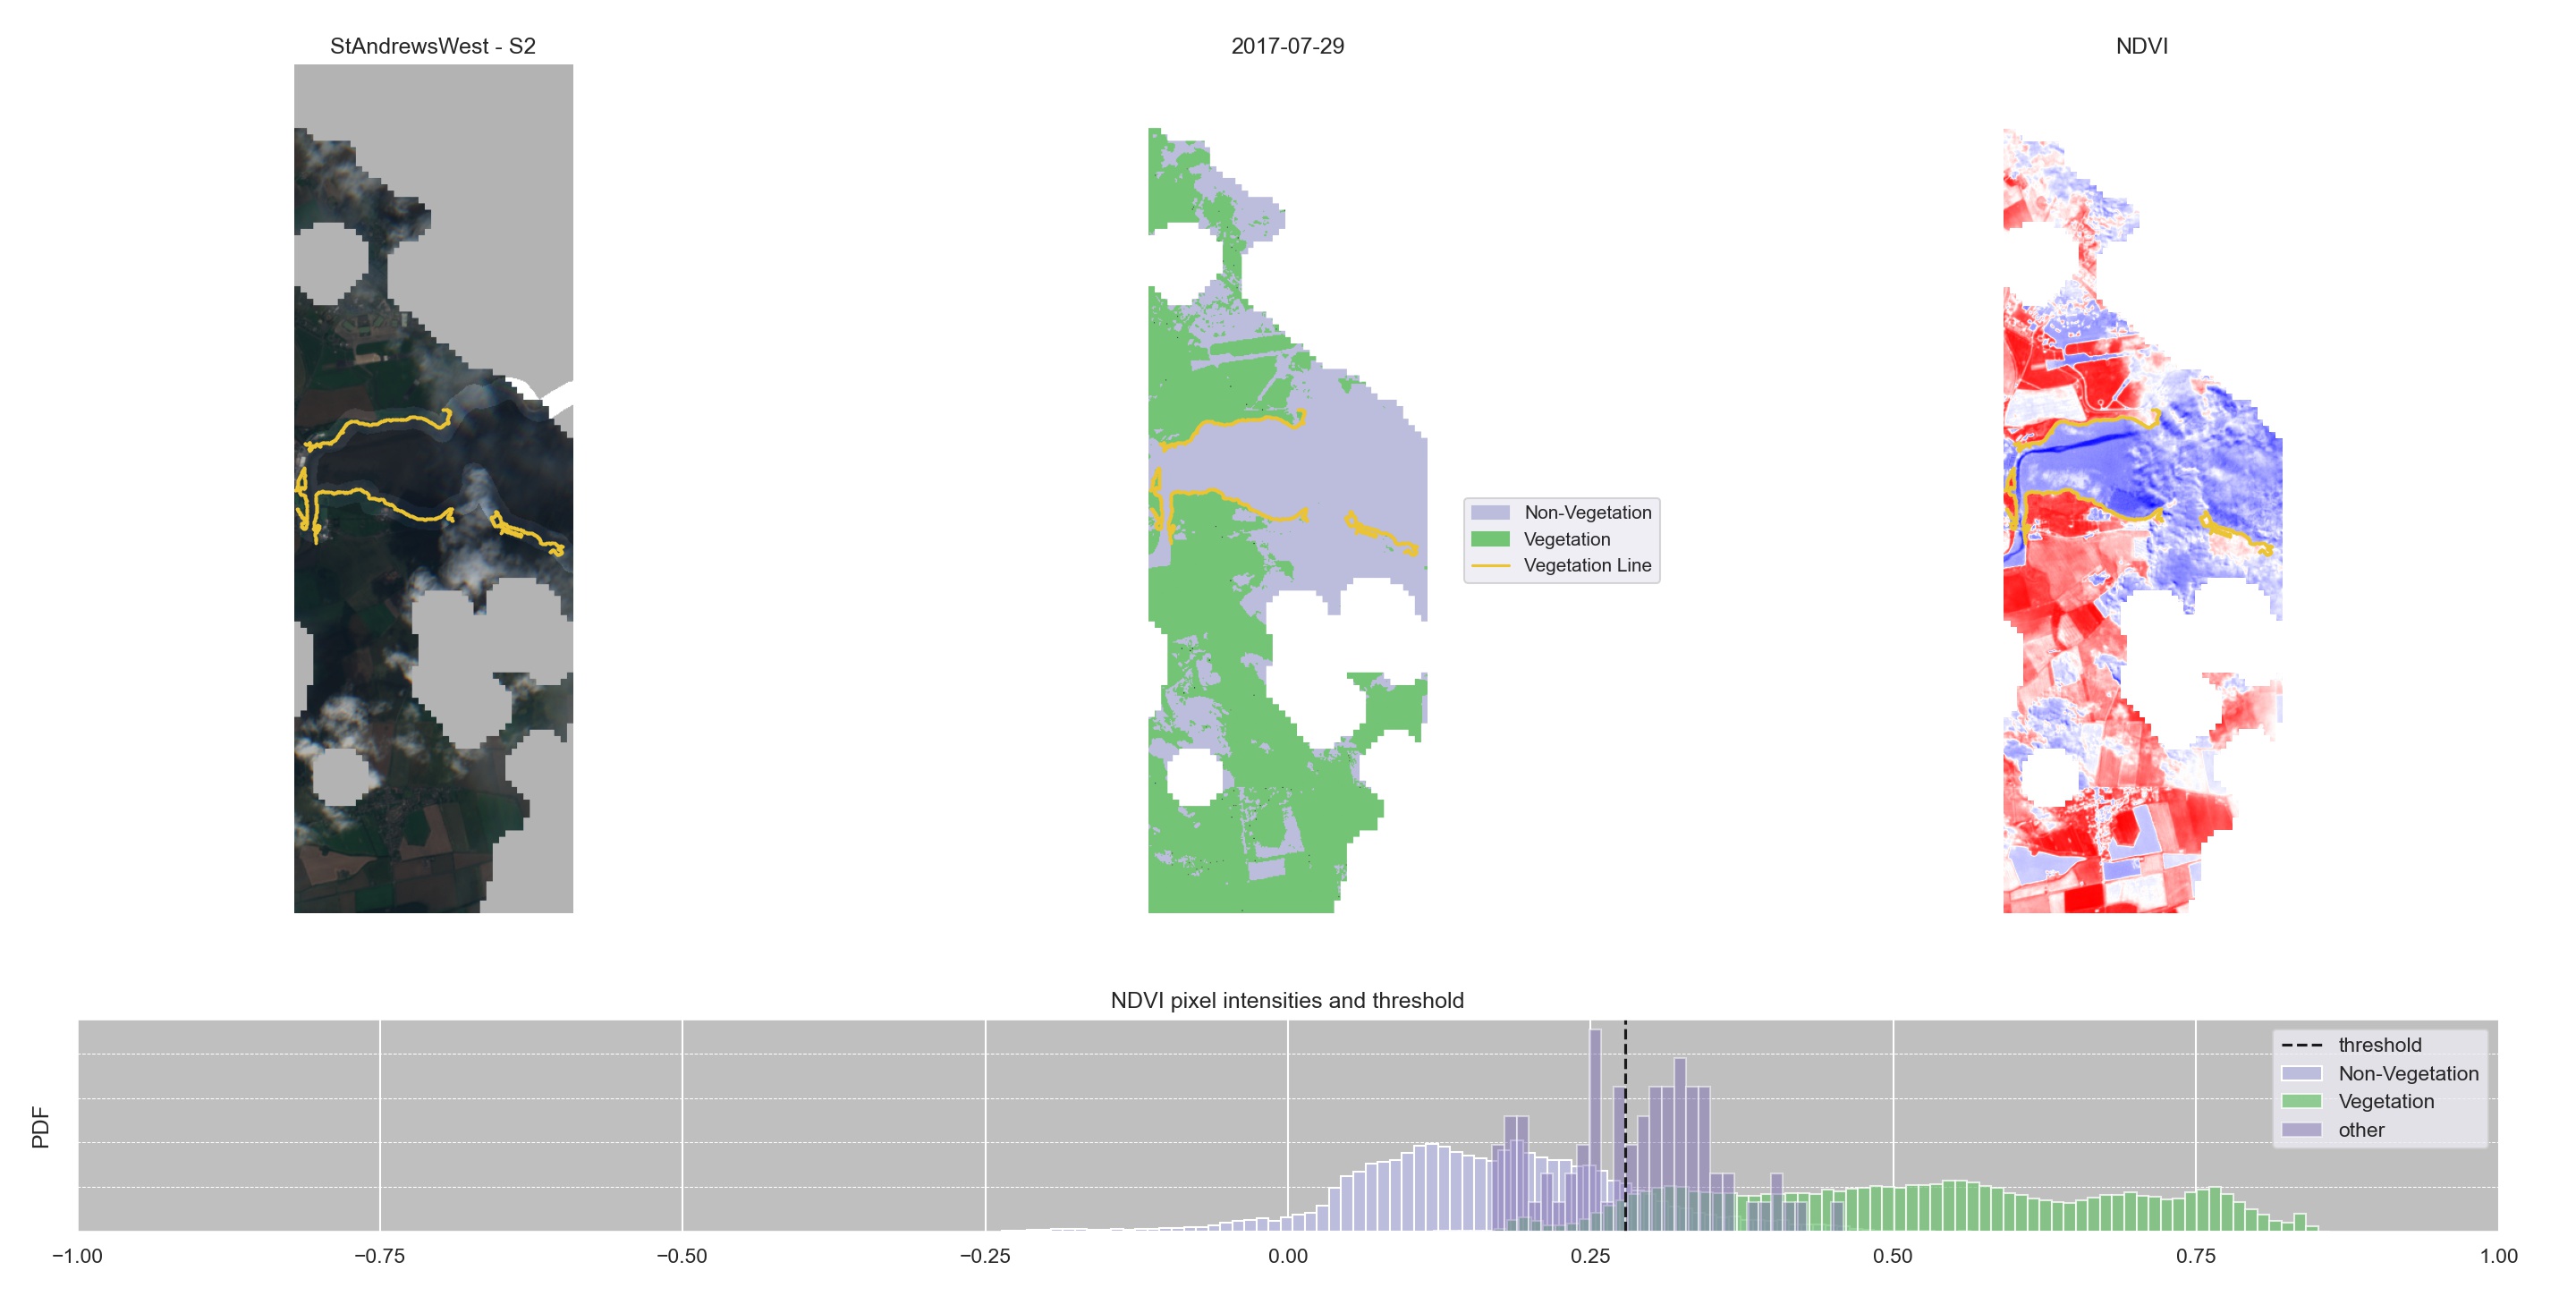 StAndrewsWest - S2
2017-07-29
NDVI
Non-Vegetation
Vegetation
Vegetation Line
NDVI pixel intensities and threshold
PDF
threshold
Non-Vegetation
Vegetation
other
−1.00 −0.75 −0.50 −0.25 0.00 0.25 0.50 0.75 1.00